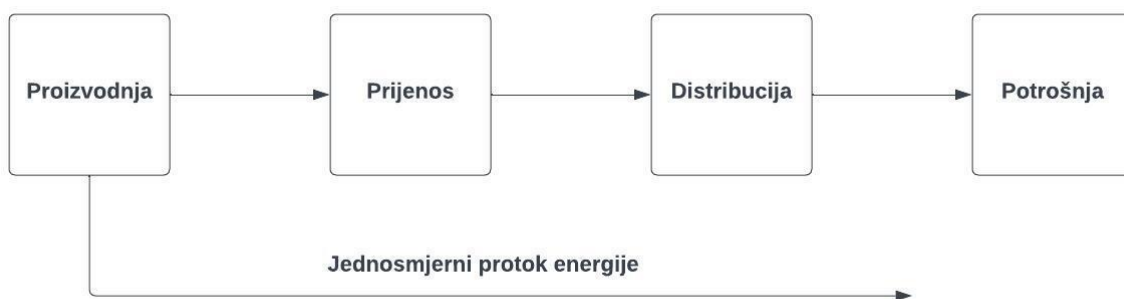 Proizvodnja
Prijenos
Distribucija
Potrošnja
Jednosmjerni protok energije